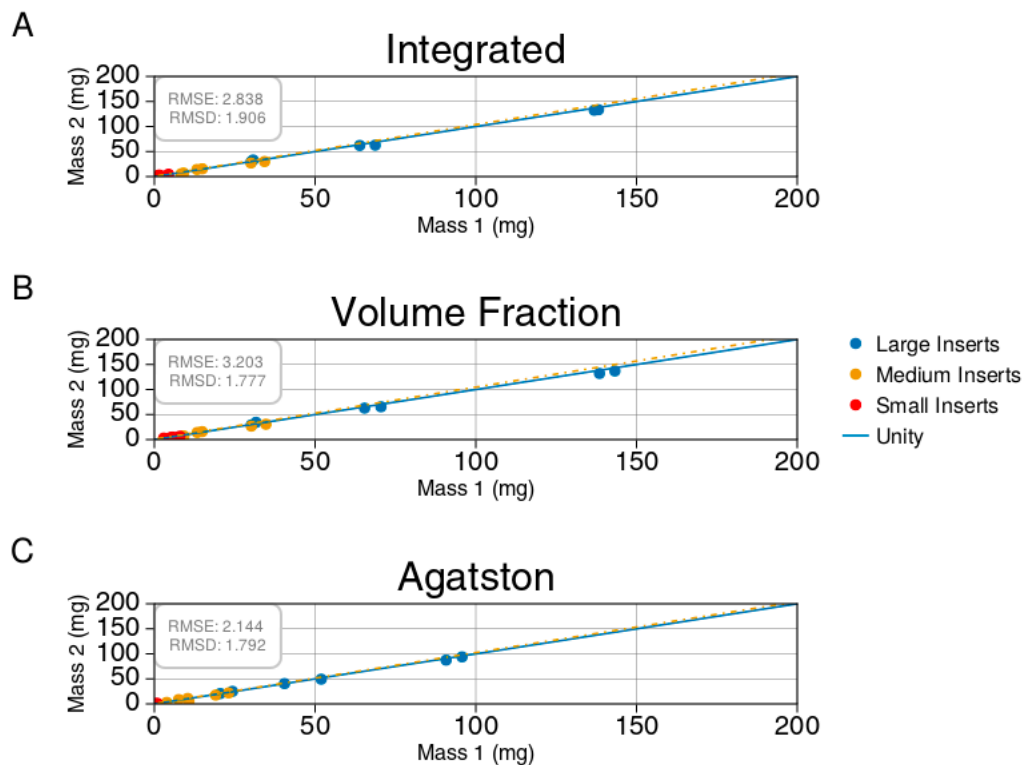 A
Integrated
Mass 2 (mg)
200
150
100
50
0
RMSE: 2.838
RMSD: 1.906
0 50 100 150 200
Mass 1 (mg)
B
Volume Fraction
Mass 2 (mg)
200
150
100
50
0
RMSE: 3.203
RMSD: 1.777
0 50 100 150 200
Mass 1 (mg)
Large Inserts
Medium Inserts
Small Inserts
Unity
C
Agatston
Mass 2 (mg)
200
150
100
50
0
RMSE: 2.144
RMSD: 1.792
0 50 100 150 200
Mass 1 (mg)